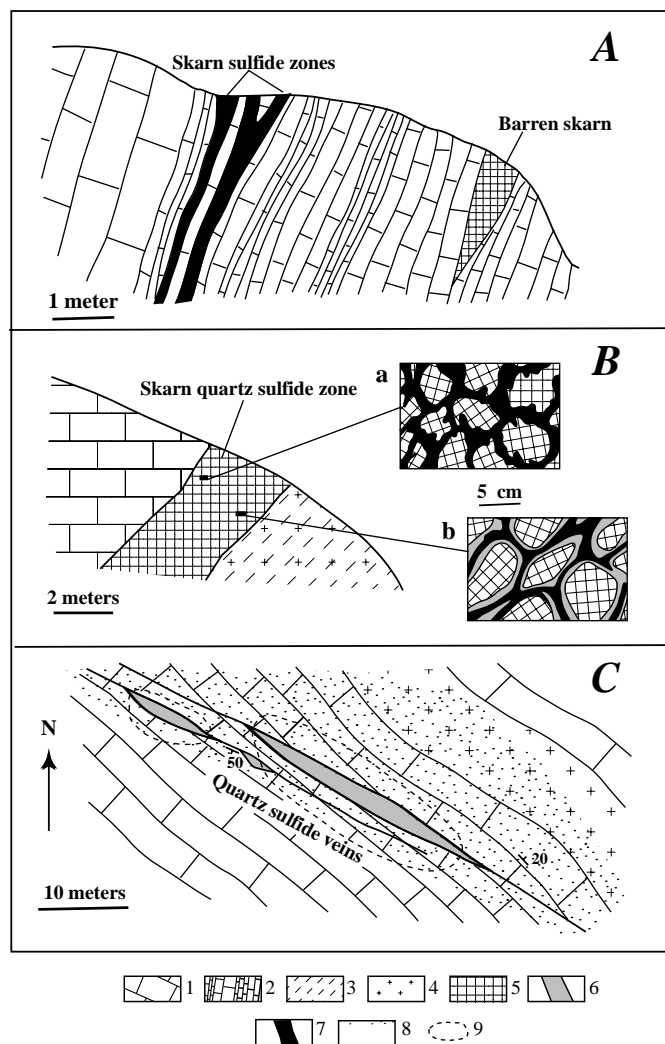 A
Skarn sulfide zones
Barren skarn
1 meter
B
a
Skarn quartz sulfide zone
5 cm
b
2 meters
C
N
50
Quartz sulfide veins
20
10 meters
1 2 3 4 5 6
7 8 9